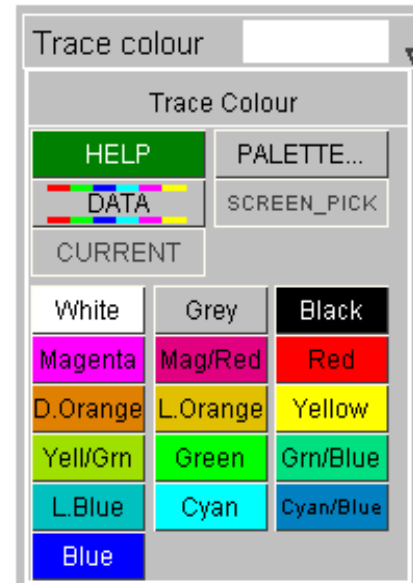 Trace colour
Trace Colour
HELP PALETTE...
DATA SCREEN_PICK
CURRENT
White Grey Black
Magenta Mag/Red Red
D.Orange L.Orange Yellow
Yell/Grn Green Grn/Blue
L.Blue Cyan Cyan/Blue
Blue